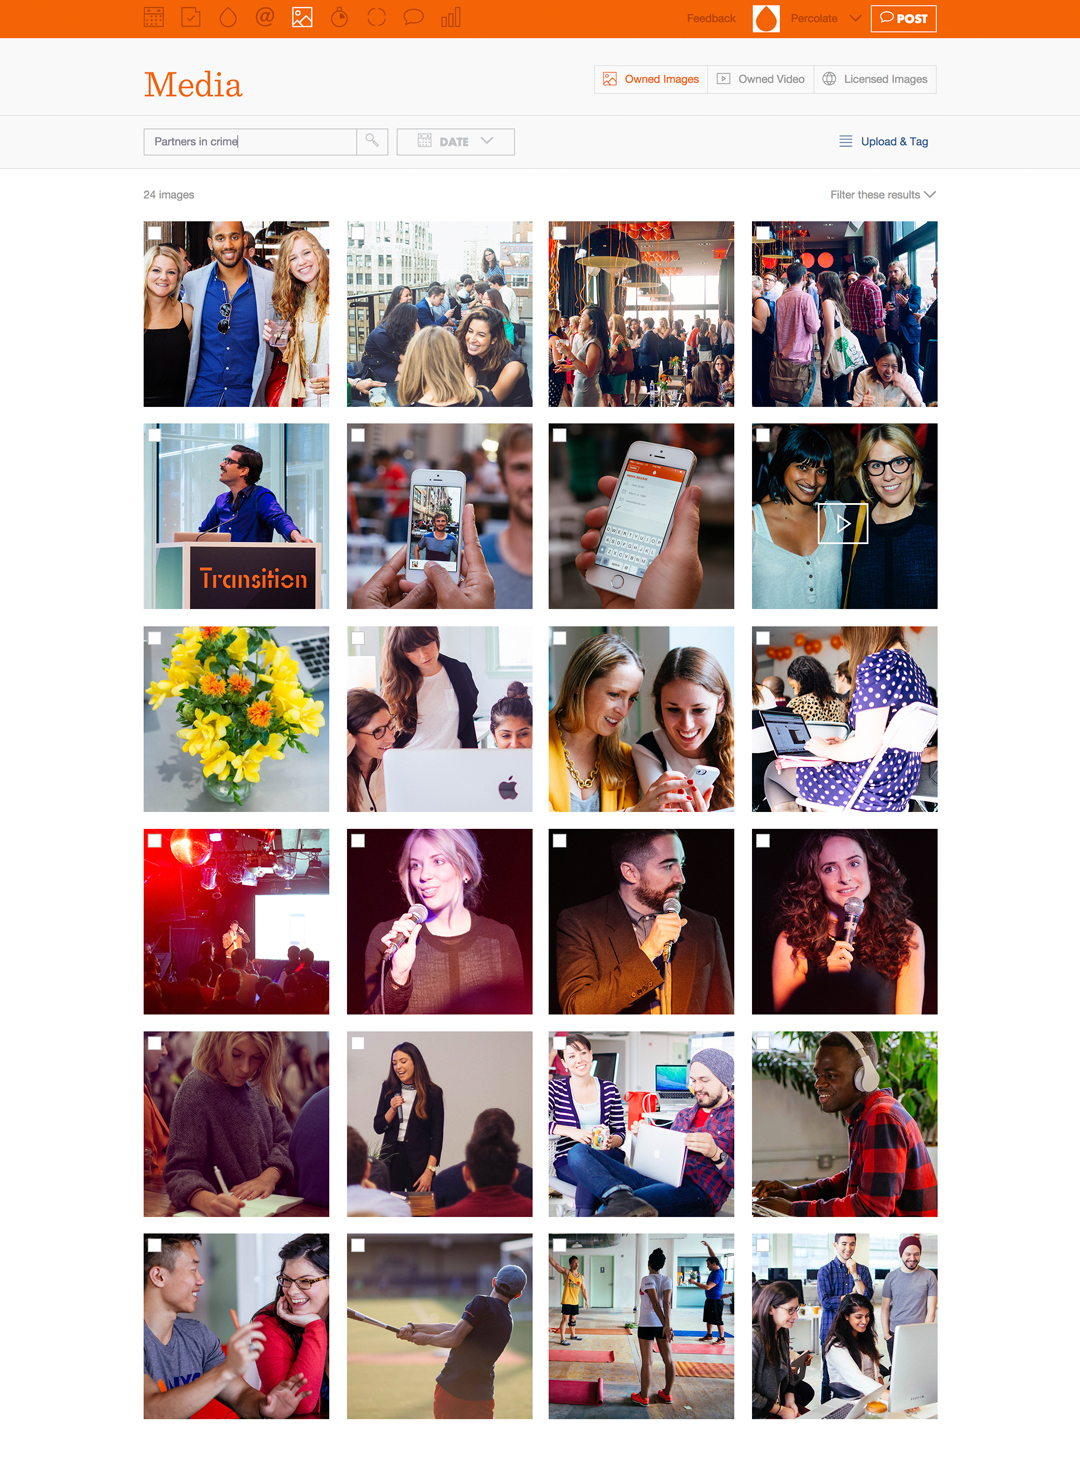 Feedback
Percolate
POST
Media
Owned Images
Owned Video
Licensed Images
Partners in crime
DATE
Upload & Tag
24 images
Filter these results
Transition